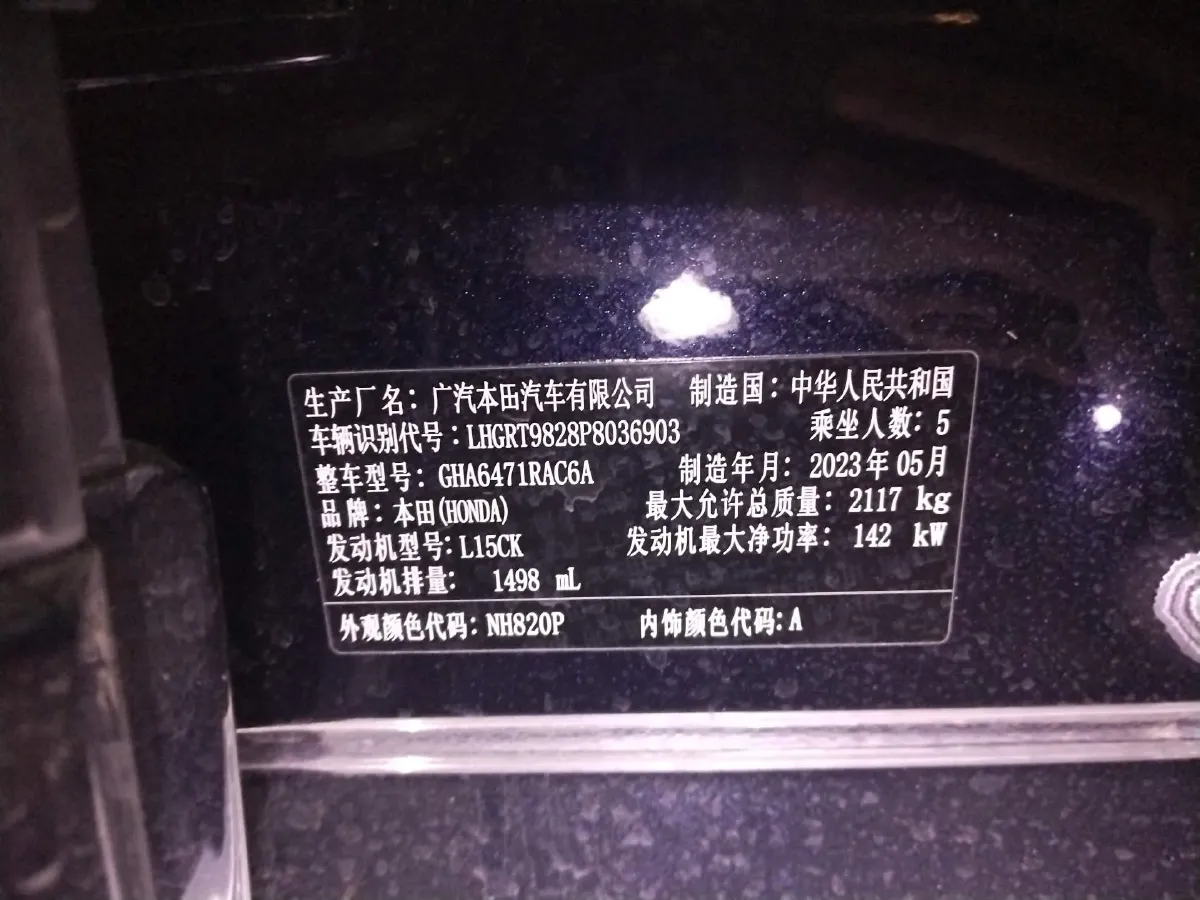 生产厂名：广汽本田汽车有限公司 制造国：中华人民共和国
车辆识别代号：LHGRT9828P8036903 乘坐人数：5
整车型号：GHA6471RAC6A 制造年月：2023年05月
品牌：本田(HONDA) 最大允许总质量：2117 kg
发动机型号：L15CK 发动机最大净功率：142 kW
发动机排量：1498 mL
外观颜色代码：NH820P 内饰颜色代码：A